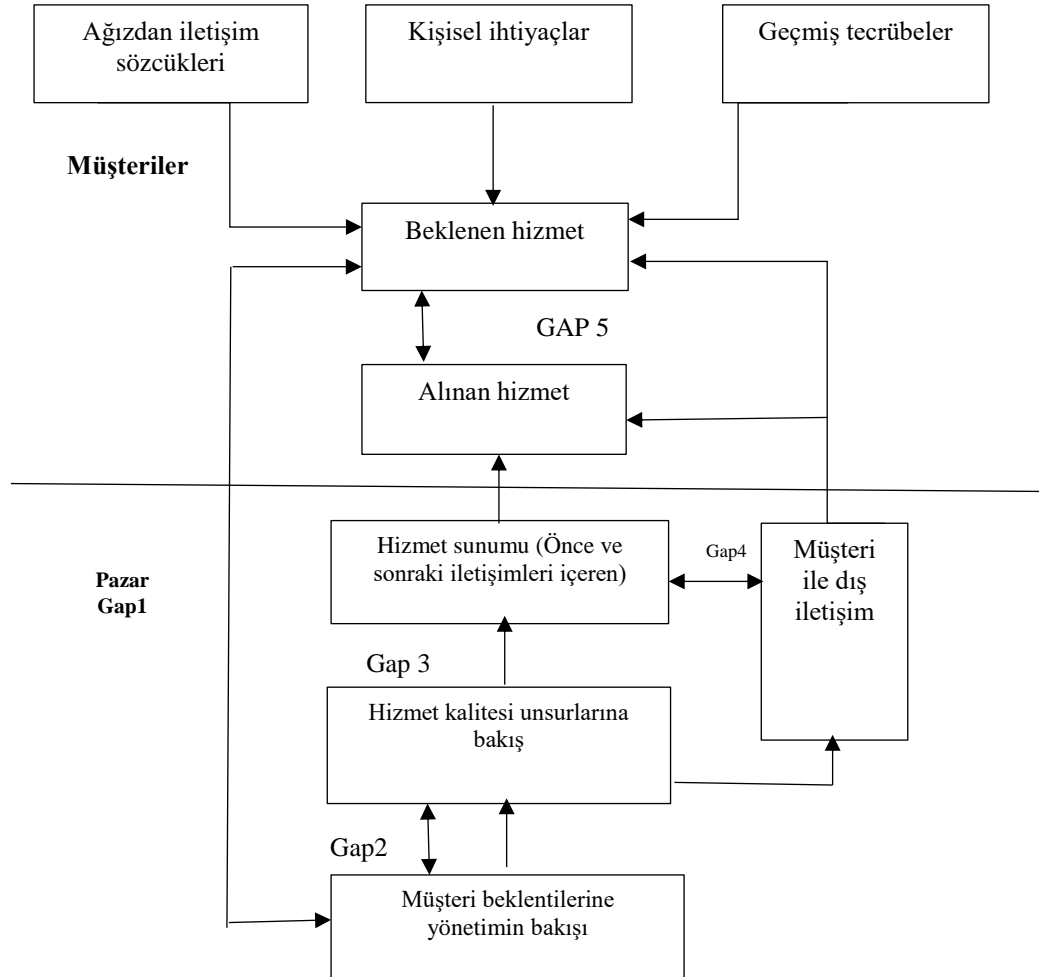 Ağızdan iletişim
sözcükleri
Kişisel ihtiyaçlar
Geçmiş tecrübeler
Müşteriler
Beklenen hizmet
GAP 5
Alınan hizmet
Hizmet sunumu (Önce ve
sonraki iletişimleri içeren)
Gap4
Müşteri
ile dış
iletişim
Pazar
Gap1
Gap 3
Hizmet kalitesi unsurlarına
bakış
Gap2
Müşteri beklentilerine
yönetimin bakışı